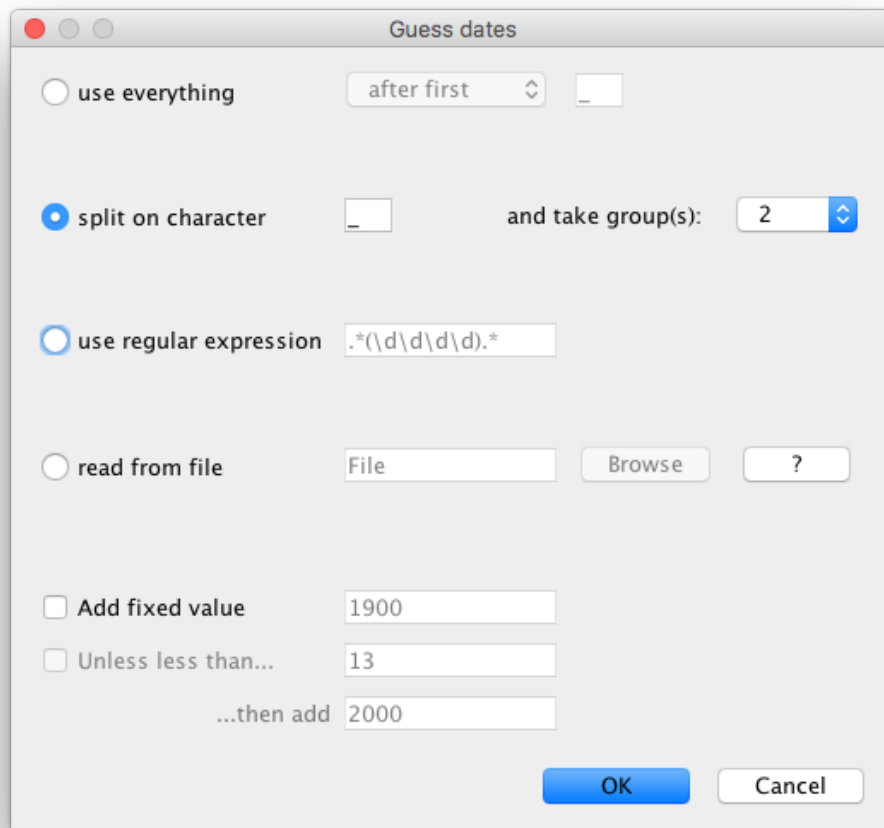 Guess dates
use everything after first _
split on character _ and take group(s): 2
use regular expression .*(\d\d\d\d).*
read from file File Browse ?
Add fixed value 1900
Unless less than... 13
...then add 2000
OK Cancel